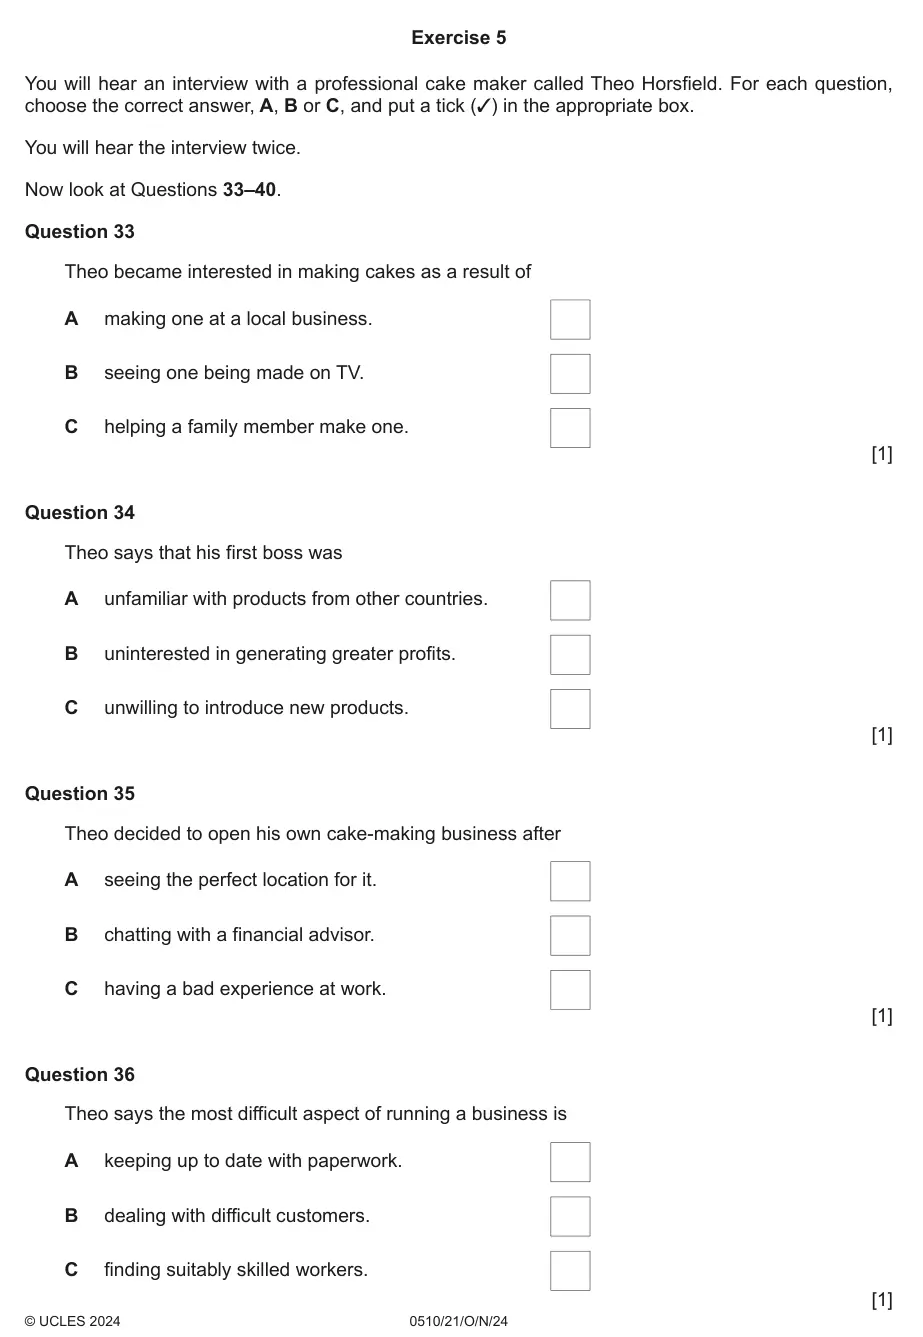 Exercise 5
You will hear an interview with a professional cake maker called Theo Horsfield. For each question,
choose the correct answer, A, B or C, and put a tick (✓) in the appropriate box.
You will hear the interview twice.
Now look at Questions 33–40.
Question 33
Theo became interested in making cakes as a result of
A making one at a local business.
B seeing one being made on TV.
C helping a family member make one.
[1]
Question 34
Theo says that his first boss was
A unfamiliar with products from other countries.
B uninterested in generating greater profits.
C unwilling to introduce new products.
[1]
Question 35
Theo decided to open his own cake-making business after
A seeing the perfect location for it.
B chatting with a financial advisor.
C having a bad experience at work.
[1]
Question 36
Theo says the most difficult aspect of running a business is
A keeping up to date with paperwork.
B dealing with difficult customers.
C finding suitably skilled workers.
[1]
© UCLES 2024 0510/21/O/N/24